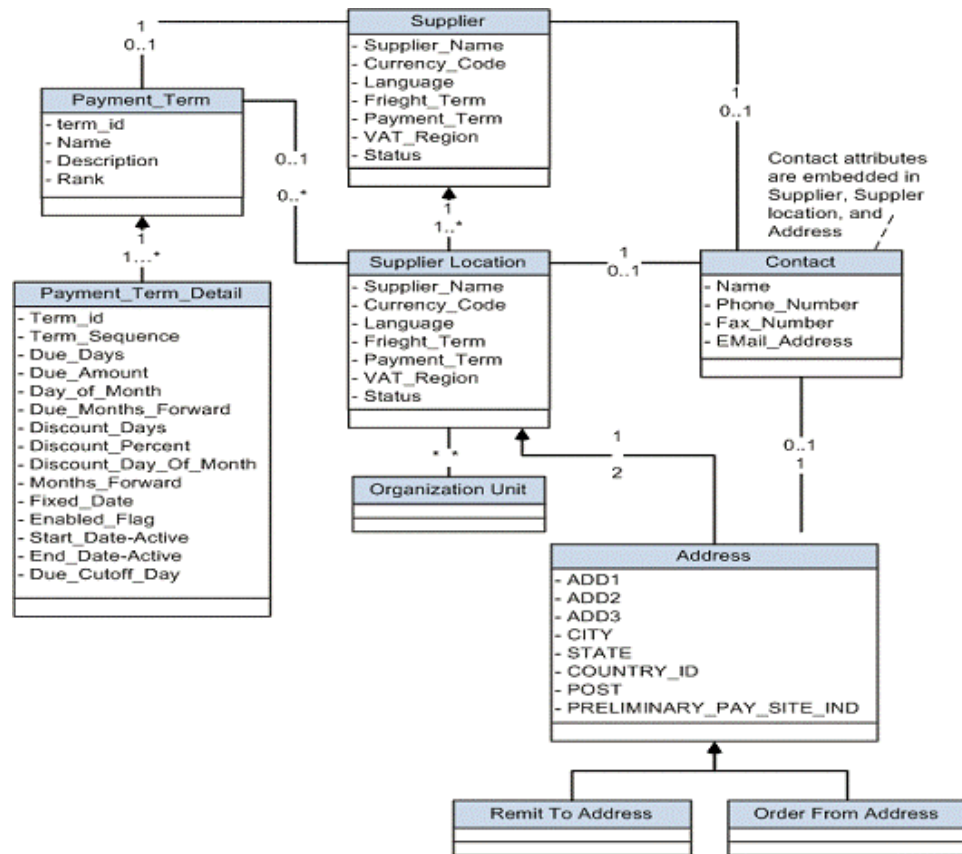 Supplier
- Supplier_Name
- Currency_Code
- Language
- Frieght_Term
- Payment_Term
- VAT_Region
- Status
1
0..1
Payment_Term
- term_id
- Name
- Description
- Rank
0..1
0..*
1
0..1
Contact attributes
are embedded in
Supplier, Suppler
location, and
Address
1
1..*
1
1...*
Supplier Location
- Supplier_Name
- Currency_Code
- Language
- Frieght_Term
- Payment_Term
- VAT_Region
- Status
1
0..1
Contact
- Name
- Phone_Number
- Fax_Number
- EMail_Address
Payment_Term_Detail
- Term_id
- Term_Sequence
- Due_Days
- Due_Amount
- Day_of_Month
- Due_Months_Forward
- Discount_Days
- Discount_Percent
- Discount_Day_Of_Month
- Months_Forward
- Fixed_Date
- Enabled_Flag
- Start_Date-Active
- End_Date-Active
- Due_Cutoff_Day
* *
Organization Unit
1
2
0..1
1
Address
- ADD1
- ADD2
- ADD3
- CITY
- STATE
- COUNTRY_ID
- POST
- PRELIMINARY_PAY_SITE_IND
Remit To Address
Order From Address